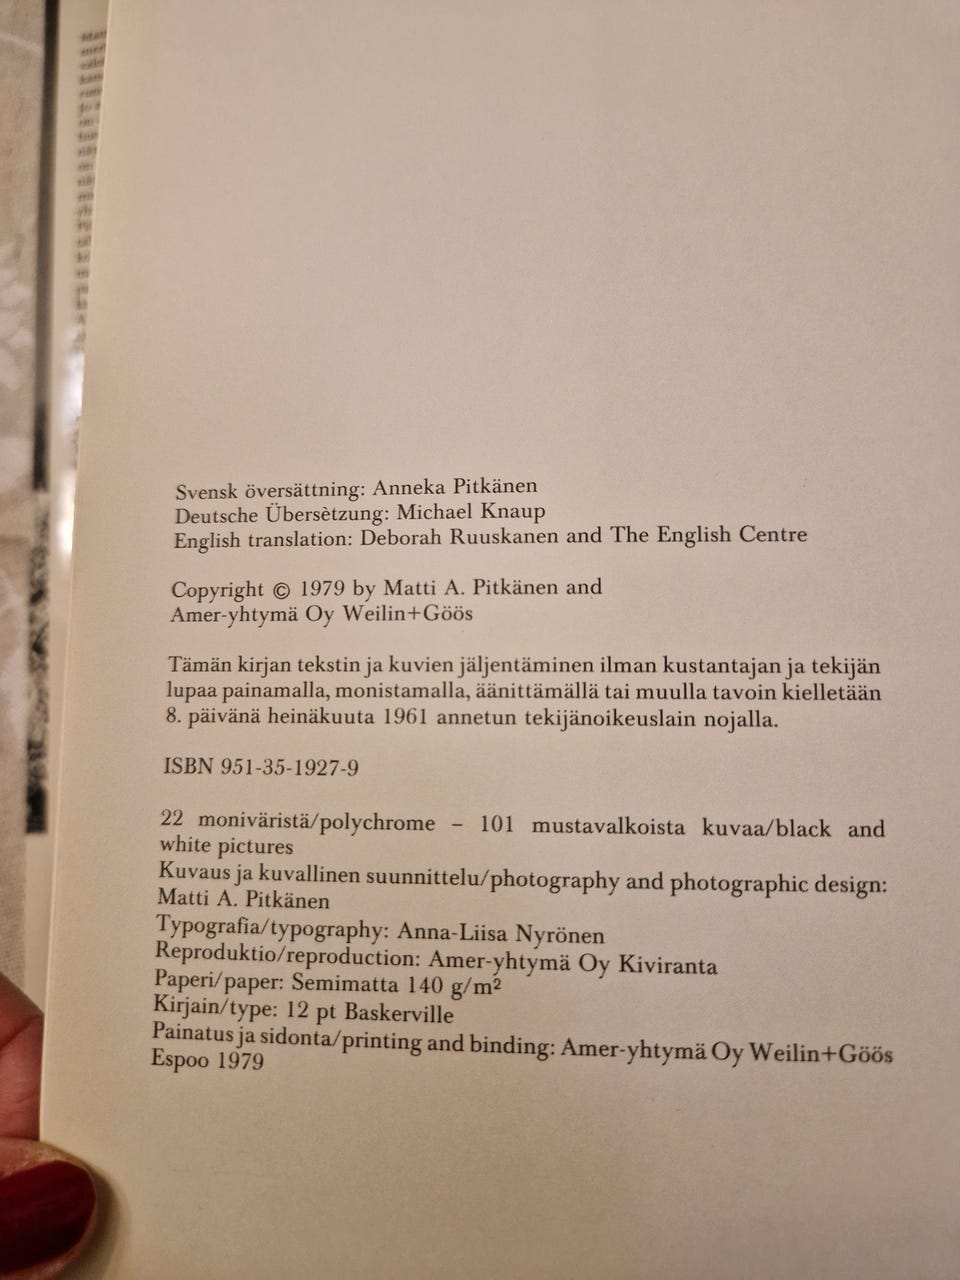 Svensk översättning: Anneka Pitkänen
Deutsche Übersètzung: Michael Knaup
English translation: Deborah Ruuskanen and The English Centre
Copyright © 1979 by Matti A. Pitkänen and
Amer-yhtymä Oy Weilin+Göös
Tämän kirjan tekstin ja kuvien jäljentäminen ilman kustantajan ja tekijän
lupaa painamalla, monistamalla, äänittämällä tai muulla tavoin kielletään
8. päivänä heinäkuuta 1961 annetun tekijänoikeuslain nojalla.
ISBN 951-35-1927-9
22 moniväristä/polychrome – 101 mustavalkoista kuvaa/black and
white pictures
Kuvaus ja kuvallinen suunnittelu/photography and photographic design:
Matti A. Pitkänen
Typografia/typography: Anna-Liisa Nyrönen
Reproduktio/reproduction: Amer-yhtymä Oy Kiviranta
Paperi/paper: Semimatta 140 g/m²
Kirjain/type: 12 pt Baskerville
Painatus ja sidonta/printing and binding: Amer-yhtymä Oy Weilin+Göös
Espoo 1979